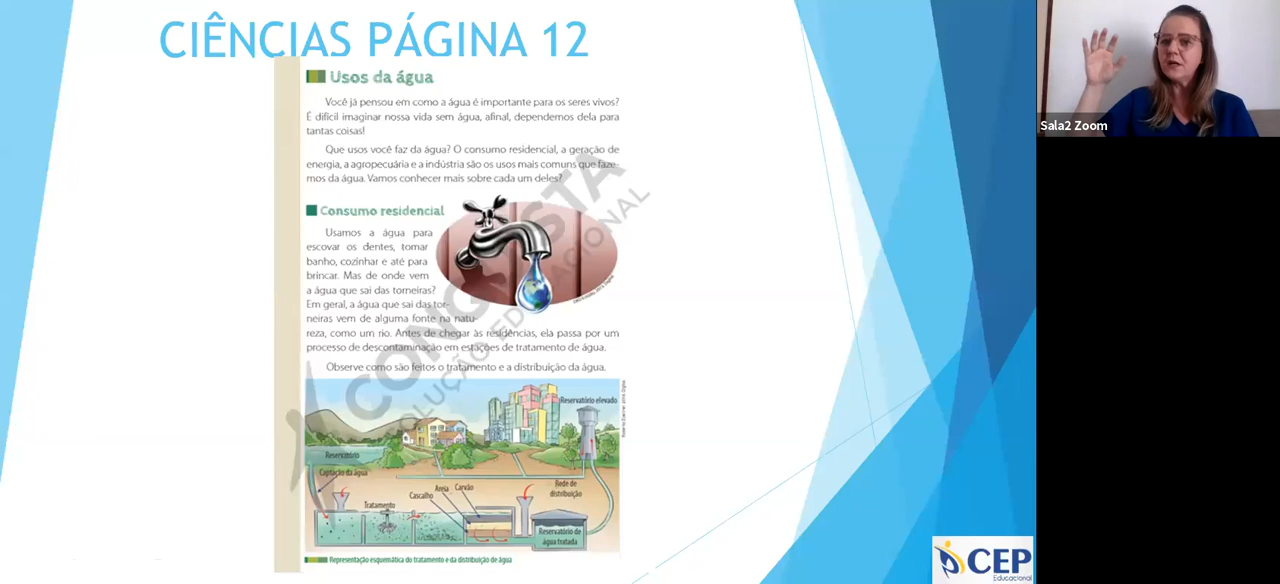 CIÊNCIAS PÁGINA 12
Usos da água
Você já pensou em como a água é importante para os seres vivos?
É difícil imaginar nossa vida sem água, afinal, dependemos dela para
tantas coisas!
Que usos você faz da água? O consumo residencial, a geração de
energia, a agropecuária e a indústria são os usos mais comuns que faze-
mos da água. Vamos conhecer mais sobre cada um deles?
Consumo residencial
Usamos a água para
escovar os dentes, tomar
banho, cozinhar e até para
brincar. Mas de onde vem
a água que sai das torneiras?
Em geral, a água que sai das tor-
neiras vem de alguma fonte na natu-
reza, como um rio. Antes de chegar às residências, ela passa por um
processo de descontaminação em estações de tratamento de água.
Observe como são feitos o tratamento e a distribuição da água.
Reservatório elevado
Reservatório
Captação da água
Tratamento
Cascalho
Areia
Carvão
Rede de
distribuição
Reservatório de
água tratada
Representação esquemática do tratamento e da distribuição de água
CONQUISTA
SOLUÇÃO EDUCACIONAL
Sala2 Zoom
CEP
Educacional